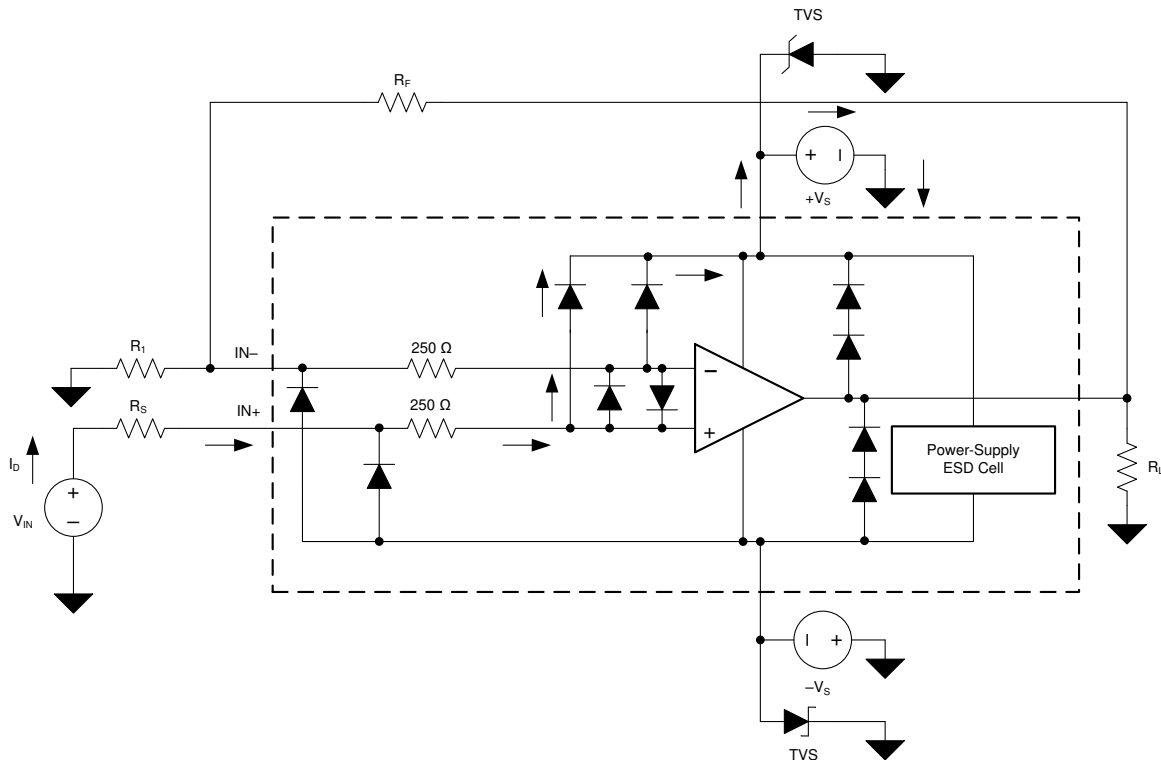 TVS
R_F
+
+V_S
R_1
IN–
250 Ω
R_S
IN+
250 Ω
–
+
I_D
+
–
V_IN
Power-Supply
ESD Cell
R_L
+
–V_S
TVS